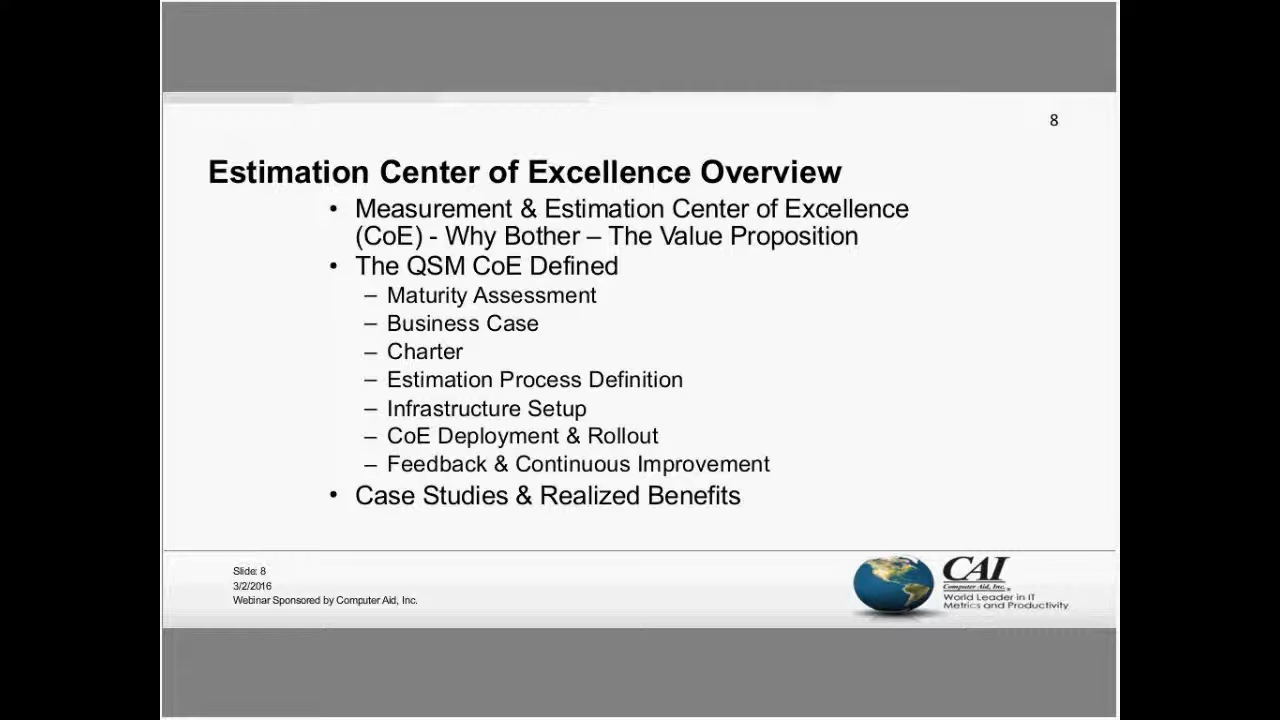 8
Estimation Center of Excellence Overview
• Measurement & Estimation Center of Excellence
(CoE) - Why Bother – The Value Proposition
• The QSM CoE Defined
– Maturity Assessment
– Business Case
– Charter
– Estimation Process Definition
– Infrastructure Setup
– CoE Deployment & Rollout
– Feedback & Continuous Improvement
• Case Studies & Realized Benefits
Slide: 8
3/2/2016
Webinar Sponsored by Computer Aid, Inc.
CAI
Computer Aid, Inc.®
World Leader in IT
Metrics and Productivity